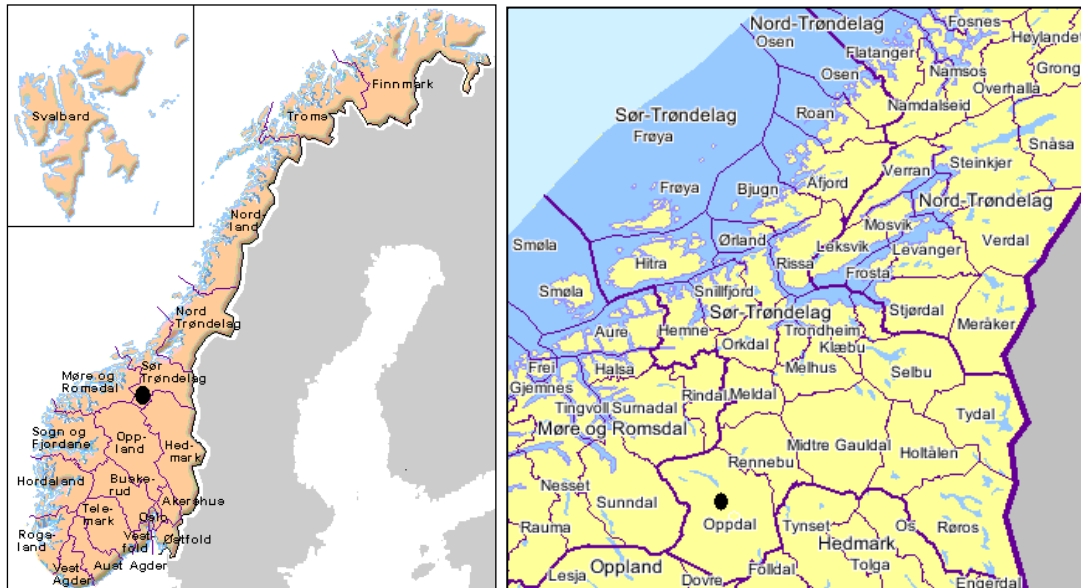 Svalbard
Finnmark
Troms
Nord-
land
Nord
Trøndelag
Sør
Trøndelag
Møre og
Romsdal
Sogn og
Fjordane
Opp-
land
Hed-
mark
Hordaland
Buske-
rud
Akershus
Tele-
mark
Oslo
Roga-
land
Vest-
fold
Østfold
Vest
Agder
Aust Agder
Nord-Trøndelag
Fosnes
Osen
Høylandet
Flatanger
Osen
Namsos
Grong
Overhalla
Namdalseid
Roan
Sør-Trøndelag
Frøya
Snåsa
Steinkjer
Verran
Åfjord
Frøya
Bjugn
Nord-Trøndelag
Mosvik
Verdal
Smøla
Ørland
Leksvik
Levanger
Hitra
Rissa
Frosta
Smøla
Snillfjord
Stjørdal
Sør-Trøndelag
Meråker
Aure
Hemne
Trondheim
Orkdal
Klæbu
Frei
Halsa
Melhus
Selbu
Gjemnes
Rindal
Meldal
Tingvoll
Surnadal
Tydal
Møre og Romsdal
Midtre Gauldal
Holtålen
Rennebu
Nesset
Sunndal
Oppdal
Rauma
Tynset
Os
Røros
Hedmark
Oppland
Folldal
Tolga
Lesja
Dovre
Engerdal